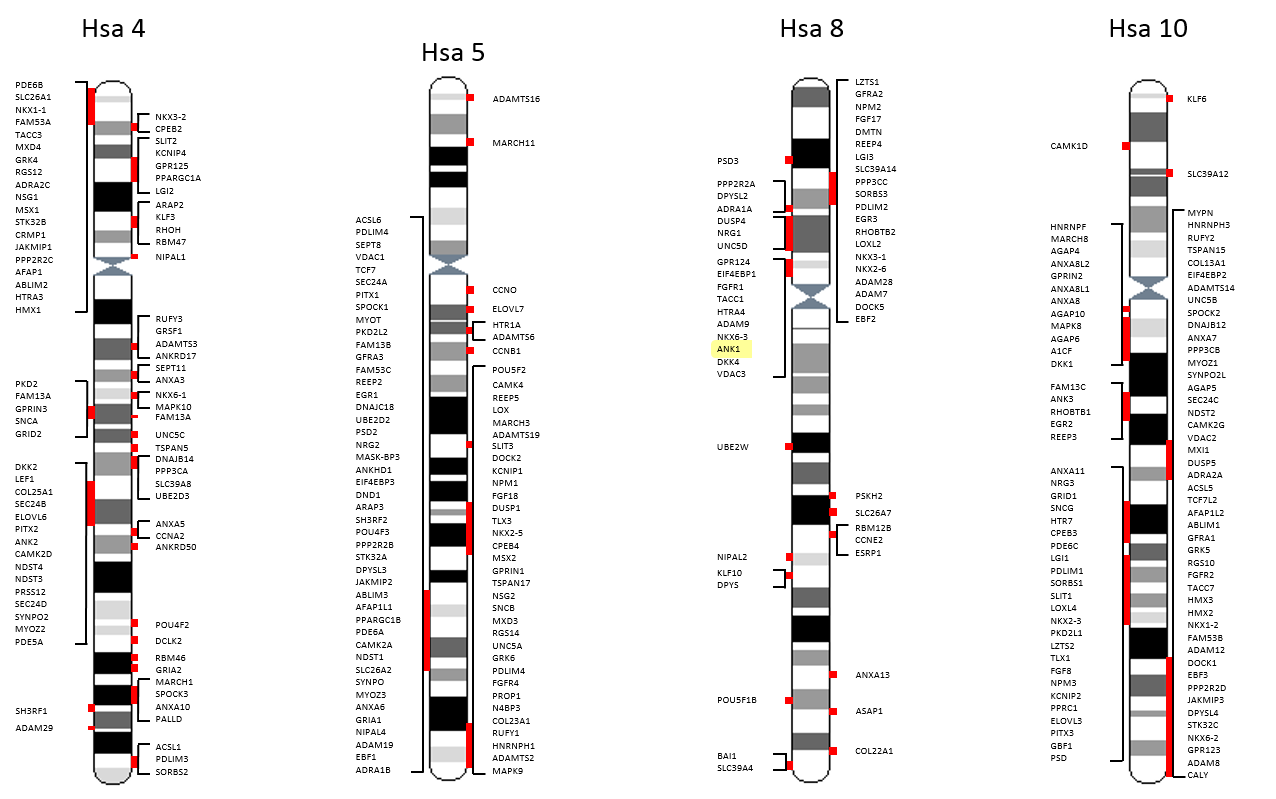 Hsa 4
Hsa 5
Hsa 8
Hsa 10
PDE6B
SLC26A1
NKX1-1
FAM53A
TACC3
MXD4
GRK4
RGS12
ADRA2C
NSG1
MSX1
STK32B
CRMP1
JAKMIP1
PPP2R2C
AFAP1
ABLIM2
HTRA3
HMX1
PKD2
FAM13A
GPRIN3
SNCA
GRID2
DKK2
LEF1
COL25A1
SEC24B
ELOVL6
PITX2
ANK2
CAMK2D
NDST4
NDST3
PRSS12
SEC24D
SYNPO2
MYOZ2
PDE5A
SH3RF1
ADAM29
NKX3-2
CPEB2
SLIT2
KCNIP4
GPR125
PPARGC1A
LGI2
ARAP2
KLF3
RHOH
RBM47
NIPAL1
RUFY3
GRSF1
ADAMTS3
ANKRD17
SEPT11
ANXA3
NKX6-1
MAPK10
FAM13A
UNC5C
TSPAN5
DNAJB14
PPP3CA
SLC39A8
UBE2D3
ANXA5
CCNA2
ANKRD50
POU4F2
DCLK2
RBM46
GRIA2
MARCH1
SPOCK3
ANXA10
PALLD
ACSL1
PDLIM3
SORBS2
ACSL6
PDLIM4
SEPT8
VDAC1
TCF7
SEC24A
PITX1
SPOCK1
MYOT
PKD2L2
FAM13B
GFRA3
FAM53C
REEP2
EGR1
DNAJC18
UBE2D2
PSD2
NRG2
MASK-BP3
ANKHD1
EIF4EBP3
DND1
ARAP3
SH3RF2
POU4F3
PPP2R2B
STK32A
DPYSL3
JAKMIP2
ABLIM3
AFAP1L1
PPARGC1B
PDE6A
CAMK2A
NDST1
SLC26A2
SYNPO
MYOZ3
ANXA6
GRIA1
NIPAL4
ADAM19
EBF1
ADRA1B
ADAMTS16
MARCH11
CCNO
ELOVL7
HTR1A
ADAMTS6
CCNB1
POU5F2
CAMK4
REEP5
LOX
MARCH3
ADAMTS19
SLIT3
DOCK2
KCNIP1
NPM1
FGF18
DUSP1
TLX3
NKX2-5
CPEB4
MSX2
GPRIN1
TSPAN17
NSG2
SNCB
MXD3
RGS14
UNC5A
GRK6
PDLIM4
FGFR4
PROP1
N4BP3
COL23A1
RUFY1
HNRNPH1
ADAMTS2
MAPK9
PSD3
PPP2R2A
DPYSL2
ADRA1A
DUSP4
NRG1
UNC5D
GPR124
EIF4EBP1
FGFR1
TACC1
HTRA4
ADAM9
NKX6-3
ANK1
DKK4
VDAC3
UBE2W
NIPAL2
KLF10
DPYS
POU5F1B
BAI1
SLC39A4
LZTS1
GFRA2
NPM2
FGF17
DMTN
REEP4
LGI3
SLC39A14
PPP3CC
SORBS3
PDLIM2
EGR3
RHOBTB2
LOXL2
NKX3-1
NKX2-6
ADAM28
ADAM7
DOCK5
EBF2
PSKH2
SLC26A7
RBM12B
CCNE2
ESRP1
ANXA13
ASAP1
COL22A1
CAMK1D
HNRNPF
MARCH8
AGAP4
ANXA8L2
GPRIN2
ANXA8L1
ANXA8
AGAP10
MAPK8
AGAP6
A1CF
DKK1
FAM13C
ANK3
RHOBTB1
EGR2
REEP3
ANXA11
NRG3
GRID1
SNCG
HTR7
CPEB3
PDE6C
LGI1
PDLIM1
SORBS1
SLIT1
LOXL4
NKX2-3
PKD2L1
LZTS2
TLX1
FGF8
NPM3
KCNIP2
PPRC1
ELOVL3
PITX3
GBF1
PSD
KLF6
SLC39A12
MYPN
HNRNPH3
RUFY2
TSPAN15
COL13A1
EIF4EBP2
ADAMTS14
UNC5B
SPOCK2
DNAJB12
ANXA7
PPP3CB
MYOZ1
SYNPO2L
AGAP5
SEC24C
NDST2
CAMK2G
VDAC2
MXI1
DUSP5
ADRA2A
ACSL5
TCF7L2
AFAP1L2
ABLIM1
GFRA1
GRK5
RGS10
FGFR2
TACC7
HMX3
HMX2
NKX1-2
FAM53B
ADAM12
DOCK1
EBF3
PPP2R2D
JAKMIP3
DPYSL4
STK32C
NKX6-2
GPR123
ADAM8
CALY